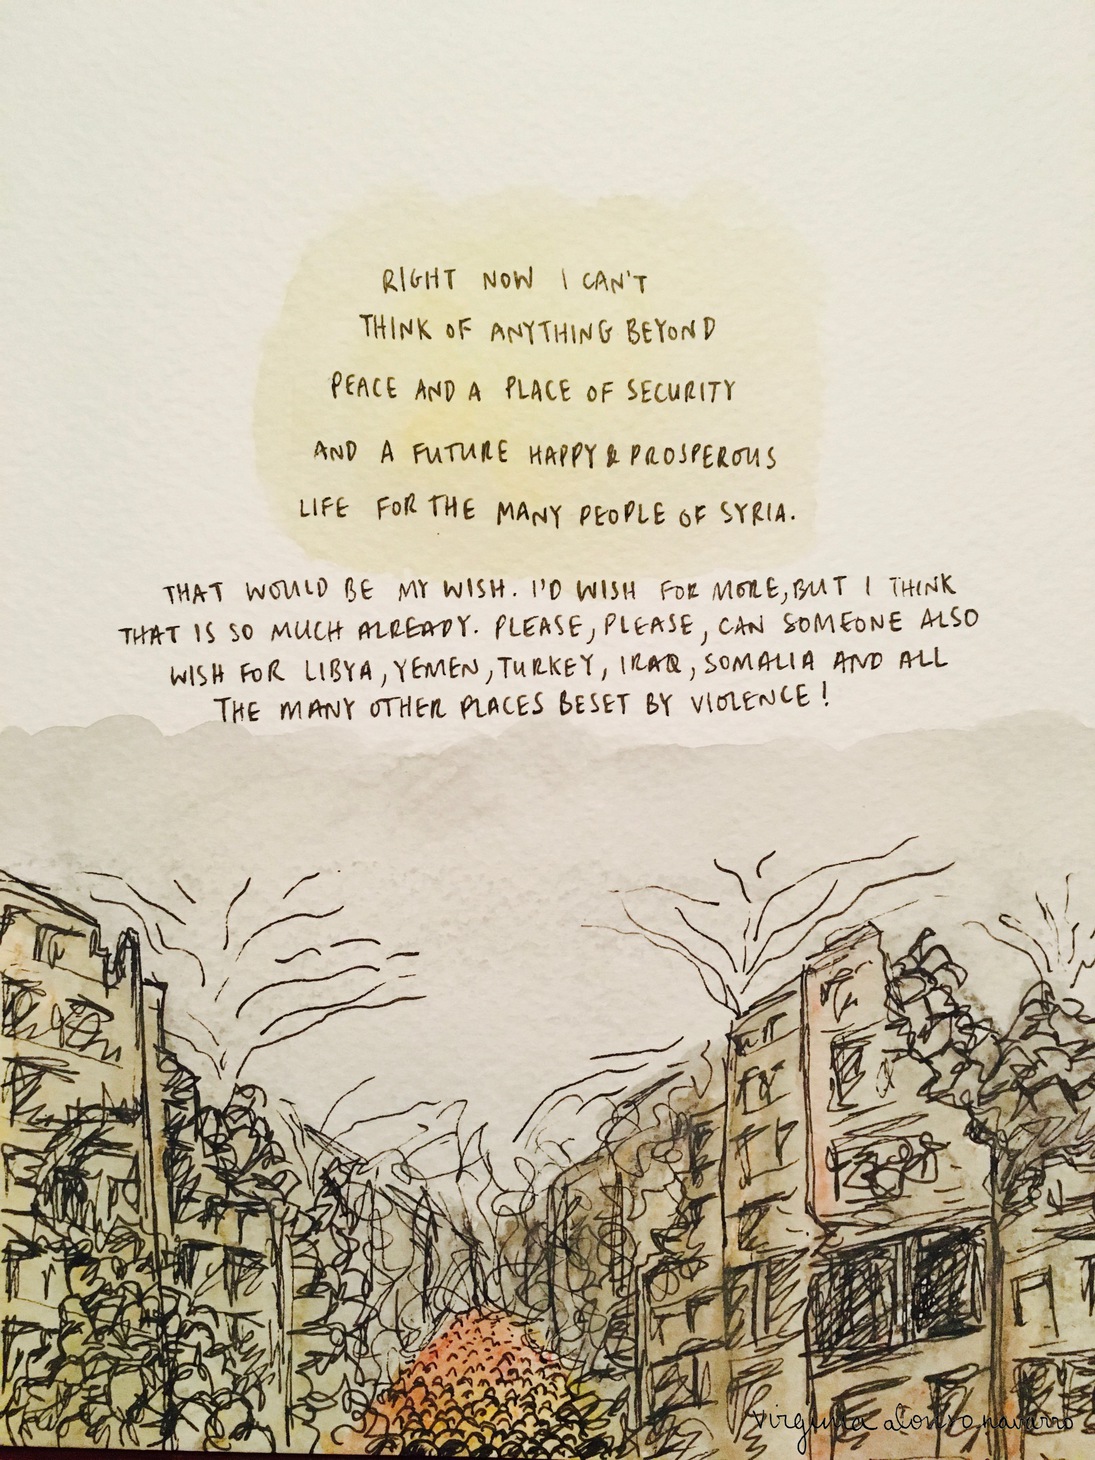 RIGHT NOW I CAN'T
THINK OF ANYTHING BEYOND
PEACE AND A PLACE OF SECURITY
AND A FUTURE HAPPY & PROSPEROUS
LIFE FOR THE MANY PEOPLE OF SYRIA.
THAT WOULD BE MY WISH. I'D WISH FOR MORE, BUT I THINK
THAT IS SO MUCH ALREADY. PLEASE, PLEASE, CAN SOMEONE ALSO
WISH FOR LIBYA, YEMEN, TURKEY, IRAQ, SOMALIA AND ALL
THE MANY OTHER PLACES BESET BY VIOLENCE!
Virginia alonso navarro